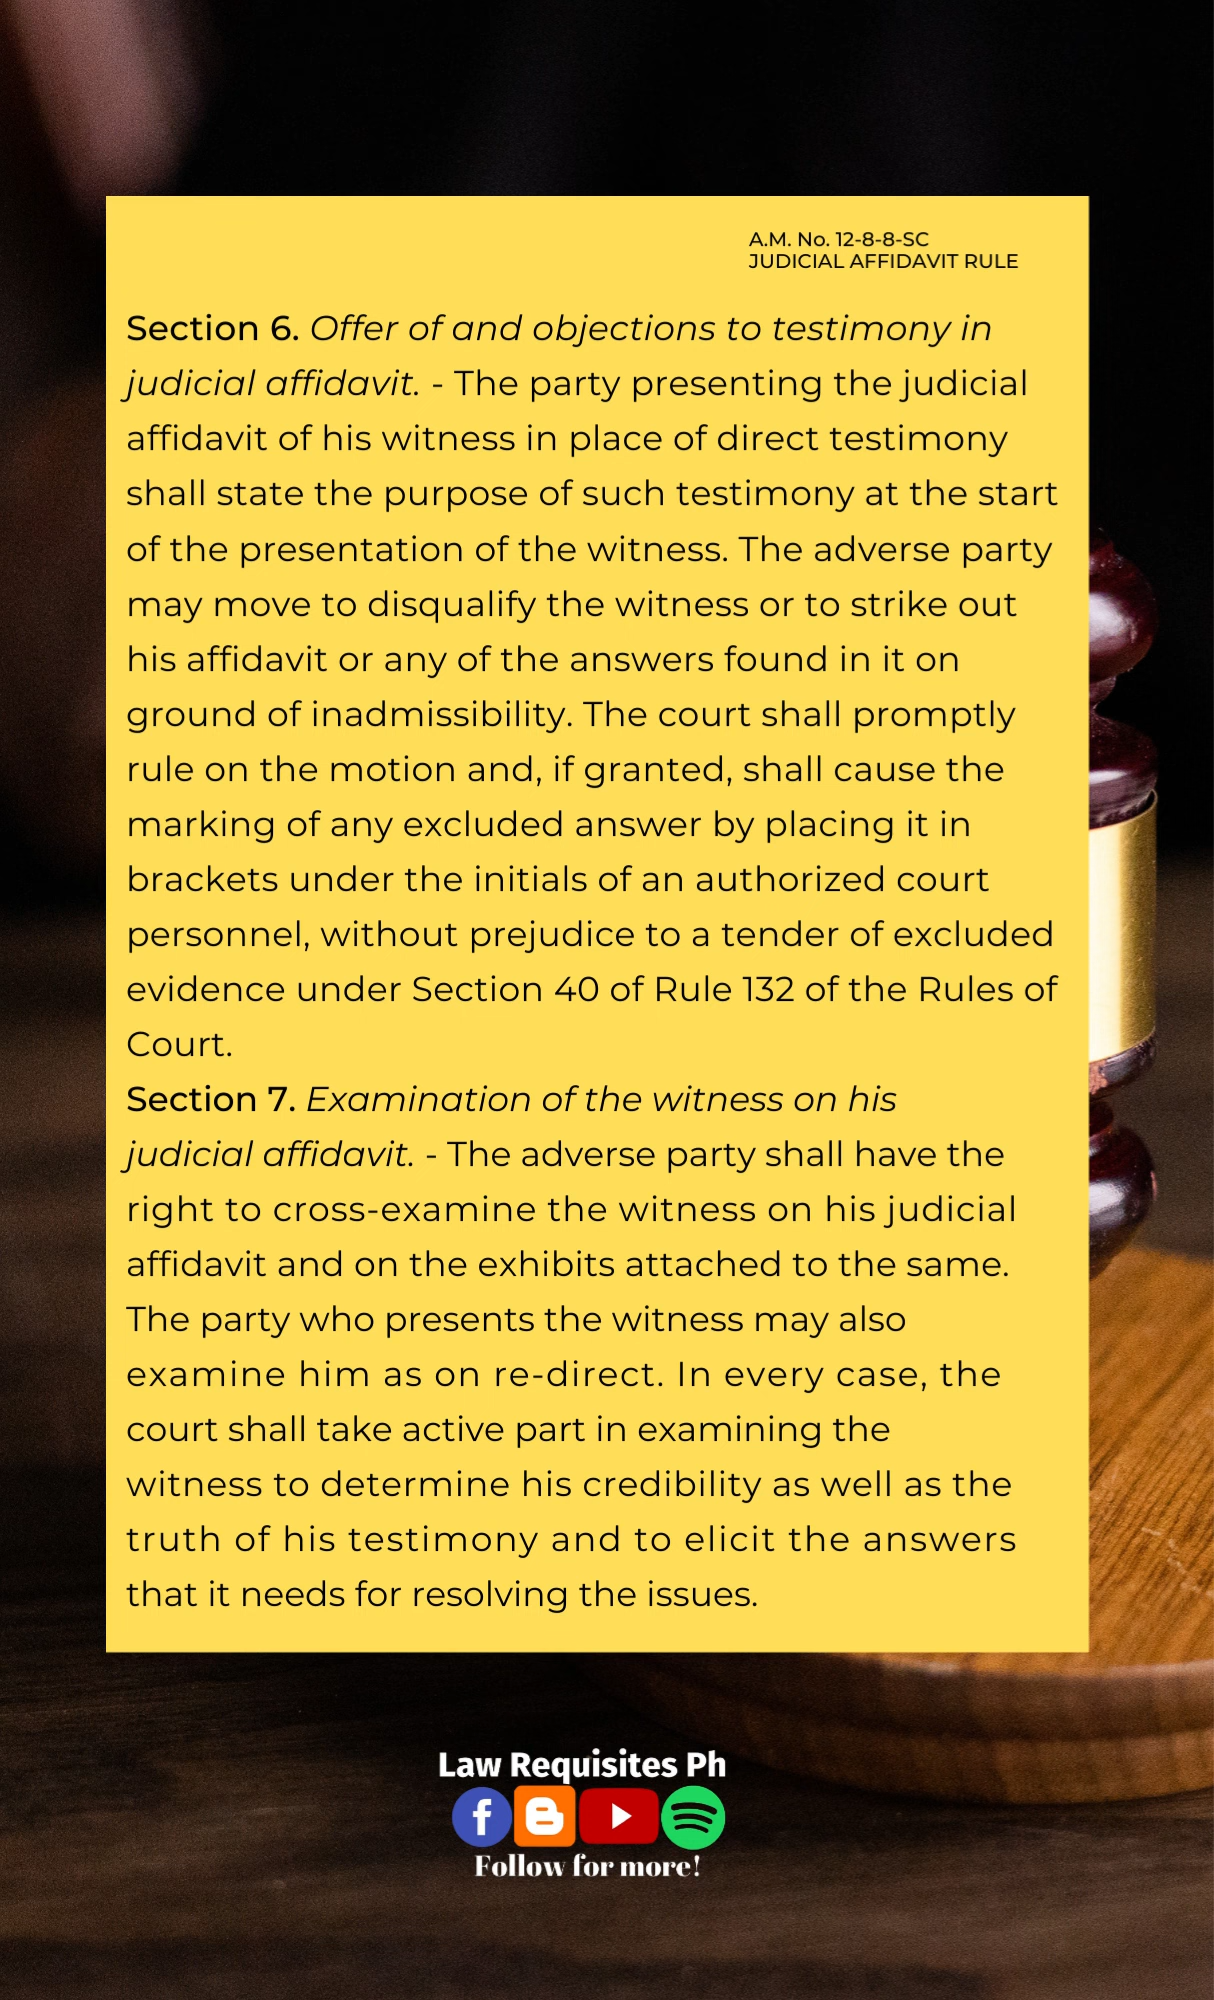 A.M. No. 12-8-8-SC
JUDICIAL AFFIDAVIT RULE
Section 6. Offer of and objections to testimony in
judicial affidavit. - The party presenting the judicial
affidavit of his witness in place of direct testimony
shall state the purpose of such testimony at the start
of the presentation of the witness. The adverse party
may move to disqualify the witness or to strike out
his affidavit or any of the answers found in it on
ground of inadmissibility. The court shall promptly
rule on the motion and, if granted, shall cause the
marking of any excluded answer by placing it in
brackets under the initials of an authorized court
personnel, without prejudice to a tender of excluded
evidence under Section 40 of Rule 132 of the Rules of
Court.
Section 7. Examination of the witness on his
judicial affidavit. - The adverse party shall have the
right to cross-examine the witness on his judicial
affidavit and on the exhibits attached to the same.
The party who presents the witness may also
examine him as on re-direct. In every case, the
court shall take active part in examining the
witness to determine his credibility as well as the
truth of his testimony and to elicit the answers
that it needs for resolving the issues.
Law Requisites Ph
Follow for more!